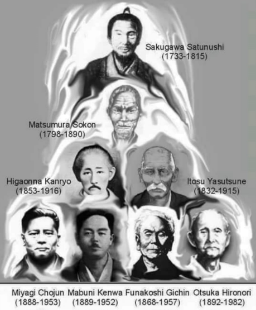 Sakugawa Satunushi
(1733-1815)
Matsumura Sokon
(1798-1890)
Higaonna Kanryo
(1853-1916)
Itosu Yasutsune
(1832-1915)
Miyagi Chojun Mabuni Kenwa Funakoshi Gichin Otsuka Hironori
(1888-1953) (1889-1952) (1868-1957) (1892-1982)